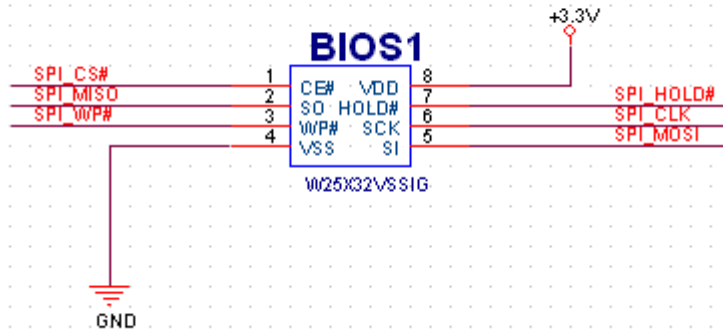 +3.3V
BIOS1
SPI_CS# 1 CE# VDD 8
SPI_MISO 2 SO HOLD# 7 SPI_HOLD#
SPI_WP# 3 WP# SCK 6 SPI_CLK
4 VSS SI 5 SPI_MOSI
W25X32VSSIG
GND